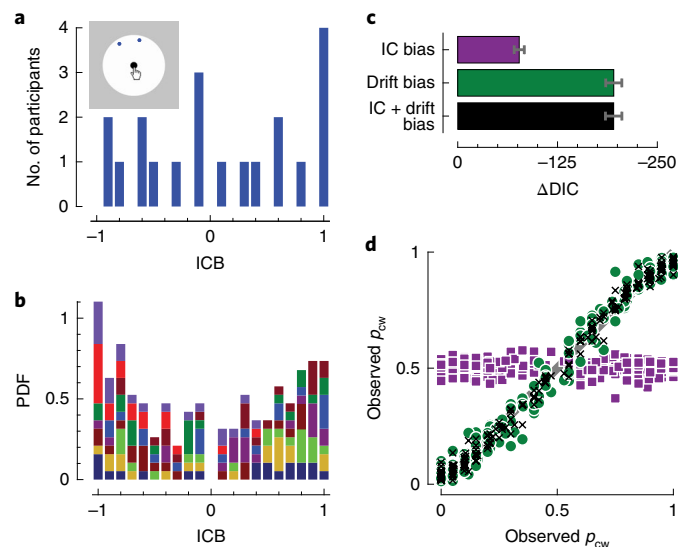 a
4
3
2
1
0
No. of participants
−1
0
1
ICB
b
1
0.5
0
PDF
−1
0
1
ICB
c
IC bias
Drift bias
IC + drift
bias
0
−125
−250
ΔDIC
d
1
0.5
0
Observed pcw
0
0.5
1
Observed pcw